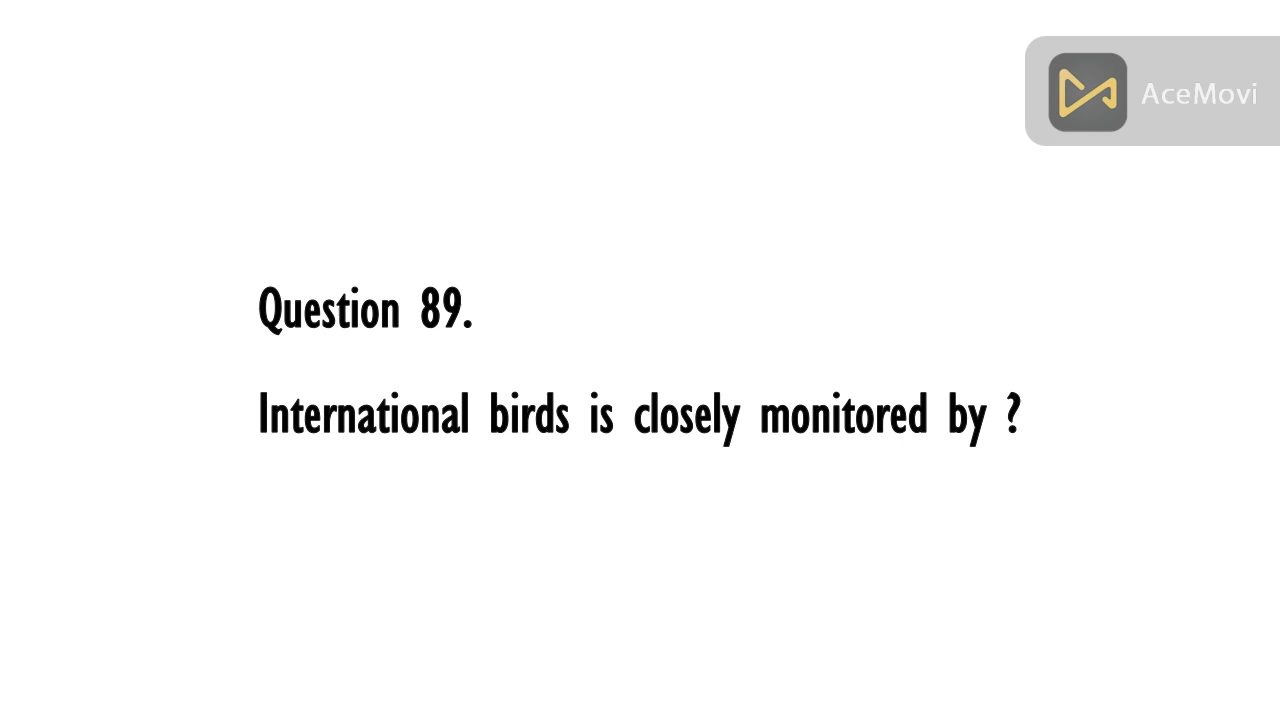 AceMovi
Question 89.
International birds is closely monitored by ?